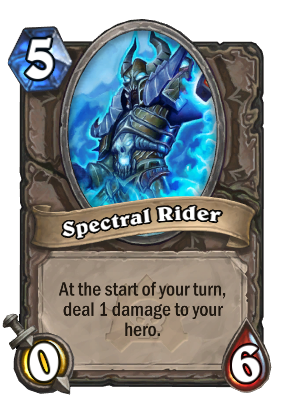 5
Spectral Rider
At the start of your turn,
deal 1 damage to your
hero.
0
6